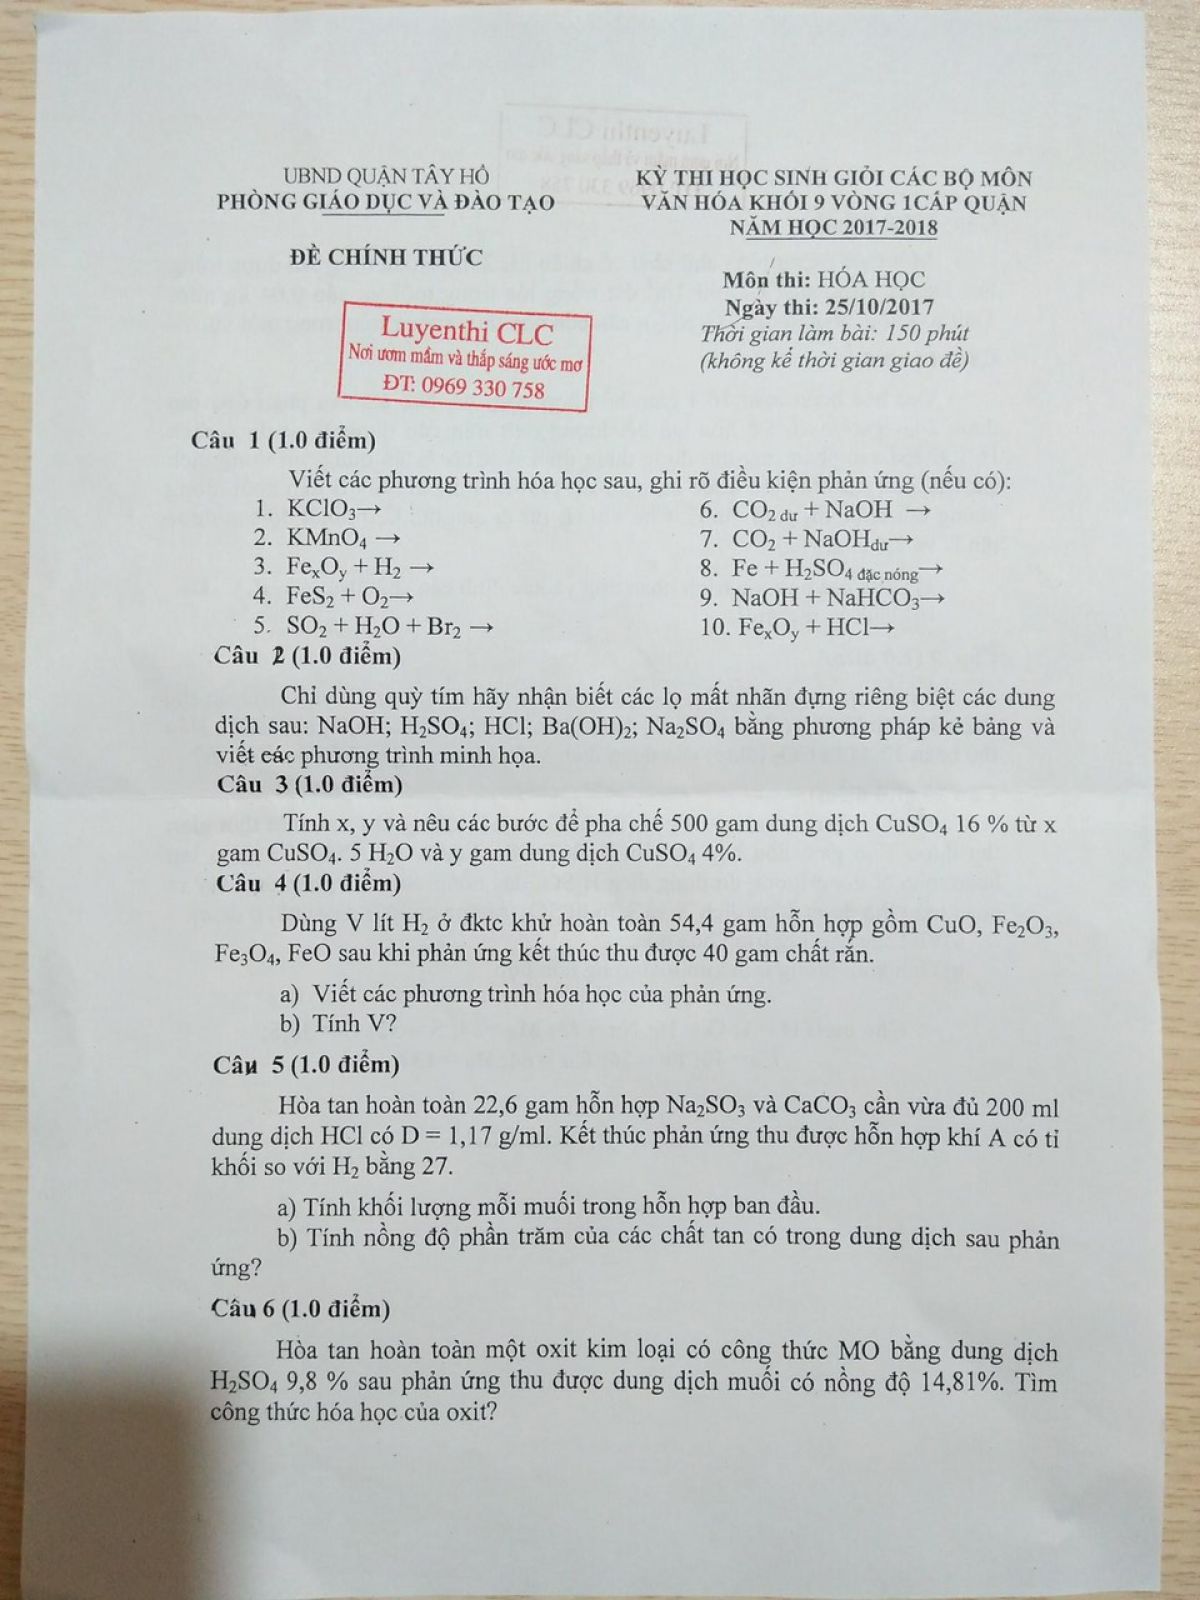 UBND QUẬN TÂY HỒ
PHÒNG GIÁO DỤC VÀ ĐÀO TẠO
ĐỀ CHÍNH THỨC
KỲ THI HỌC SINH GIỎI CÁC BỘ MÔN
VĂN HÓA KHỐI 9 VÒNG 1CẤP QUẬN
NĂM HỌC 2017-2018
Môn thi: HÓA HỌC
Ngày thi: 25/10/2017
Thời gian làm bài: 150 phút
(không kể thời gian giao đề)
Luyenthi CLC
Nơi ươm mầm và thắp sáng ước mơ
ĐT: 0969 330 758
Câu 1 (1.0 điểm)
Viết các phương trình hóa học sau, ghi rõ điều kiện phản ứng (nếu có):
1. KClO₃→
2. KMnO₄ →
3. FeₓOᵧ + H₂ →
4. FeS₂ + O₂→
5. SO₂ + H₂O + Br₂ →
6. CO₂ dư + NaOH →
7. CO₂ + NaOHdư→
8. Fe + H₂SO₄ đặc nóng→
9. NaOH + NaHCO₃→
10. FeₓOᵧ + HCl→
Câu 2 (1.0 điểm)
Chỉ dùng quỳ tím hãy nhận biết các lọ mất nhãn đựng riêng biệt các dung
dịch sau: NaOH; H₂SO₄; HCl; Ba(OH)₂; Na₂SO₄ bằng phương pháp kẻ bảng và
viết các phương trình minh họa.
Câu 3 (1.0 điểm)
Tính x, y và nêu các bước để pha chế 500 gam dung dịch CuSO₄ 16 % từ x
gam CuSO₄. 5 H₂O và y gam dung dịch CuSO₄ 4%.
Câu 4 (1.0 điểm)
Dùng V lít H₂ ở đktc khử hoàn toàn 54,4 gam hỗn hợp gồm CuO, Fe₂O₃,
Fe₃O₄, FeO sau khi phản ứng kết thúc thu được 40 gam chất rắn.
a) Viết các phương trình hóa học của phản ứng.
b) Tính V?
Câu 5 (1.0 điểm)
Hòa tan hoàn toàn 22,6 gam hỗn hợp Na₂SO₃ và CaCO₃ cần vừa đủ 200 ml
dung dịch HCl có D = 1,17 g/ml. Kết thúc phản ứng thu được hỗn hợp khí A có tỉ
khối so với H₂ bằng 27.
a) Tính khối lượng mỗi muối trong hỗn hợp ban đầu.
b) Tính nồng độ phần trăm của các chất tan có trong dung dịch sau phản
ứng?
Câu 6 (1.0 điểm)
Hòa tan hoàn toàn một oxit kim loại có công thức MO bằng dung dịch
H₂SO₄ 9,8 % sau phản ứng thu được dung dịch muối có nồng độ 14,81%. Tìm
công thức hóa học của oxit?